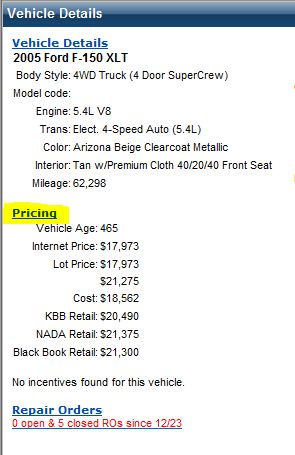 Vehicle Details
Vehicle Details
2005 Ford F-150 XLT
Body Style: 4WD Truck (4 Door SuperCrew)
Model code:
Engine: 5.4L V8
Trans: Elect. 4-Speed Auto (5.4L)
Color: Arizona Beige Clearcoat Metallic
Interior: Tan w/Premium Cloth 40/20/40 Front Seat
Mileage: 62,298
Pricing
Vehicle Age: 465
Internet Price: $17,973
Lot Price: $17,973
$21,275
Cost: $18,562
KBB Retail: $20,490
NADA Retail: $21,375
Black Book Retail: $21,300
No incentives found for this vehicle.
Repair Orders
0 open & 5 closed ROs since 12/23